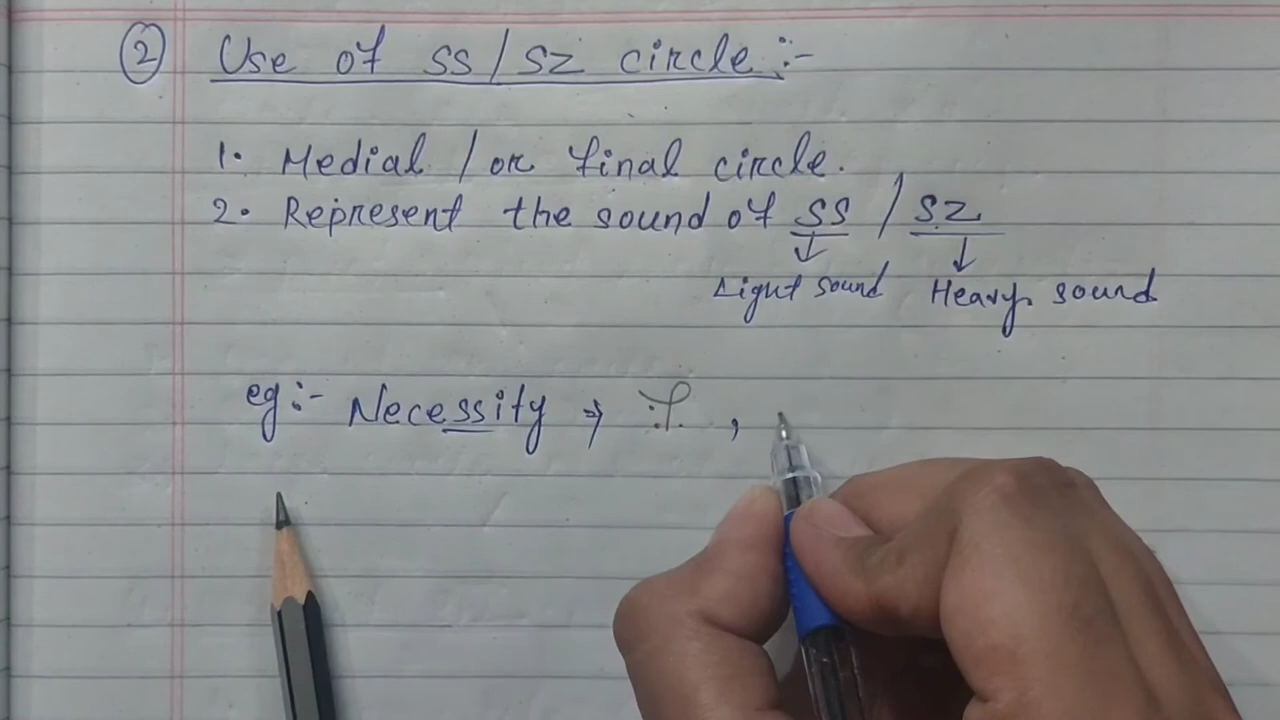 ② Use of ss/sz circle:-
1. Medial / or final circle.
2. Represent the sound of ss / sz
Light sound Heavy sound
eg:- Necessity → ,